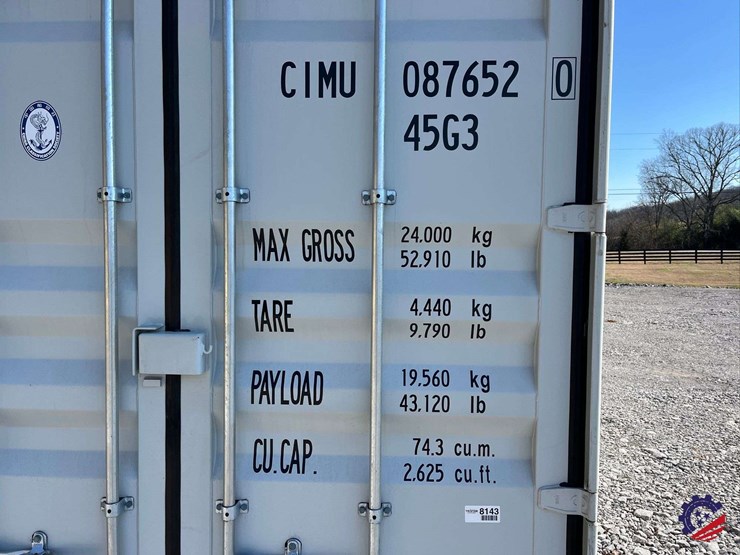 CIMU 087652 0
45G3
MAX GROSS 24,000 kg
52,910 lb
TARE 4,440 kg
9,790 lb
PAYLOAD 19,560 kg
43,120 lb
CU.CAP. 74.3 cu.m.
2,625 cu.ft.
8143